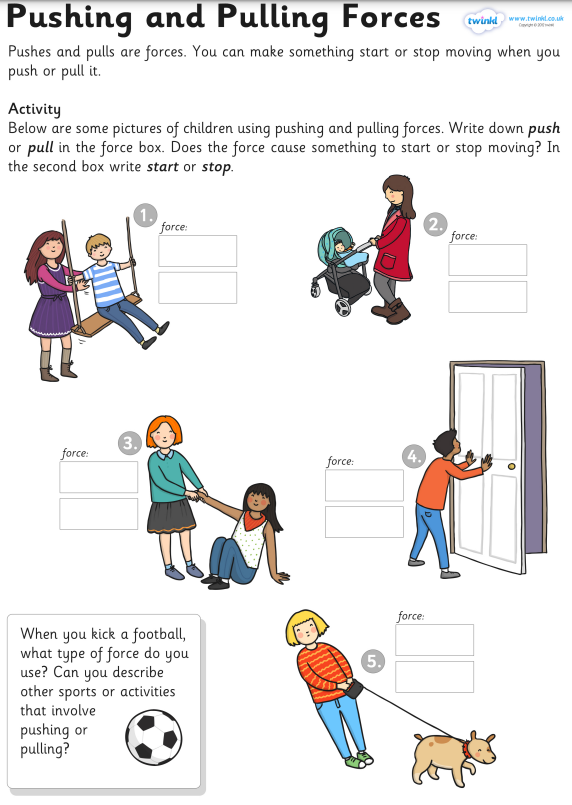 Pushing and Pulling Forces
twinkl
www.twinkl.co.uk
Pushes and pulls are forces. You can make something start or stop moving when you
push or pull it.
Activity
Below are some pictures of children using pushing and pulling forces. Write down push
or pull in the force box. Does the force cause something to start or stop moving? In
the second box write start or stop.
1.
force:
2.
force:
3.
force:
4.
force:
5.
force:
When you kick a football,
what type of force do you
use? Can you describe
other sports or activities
that involve
pushing or
pulling?